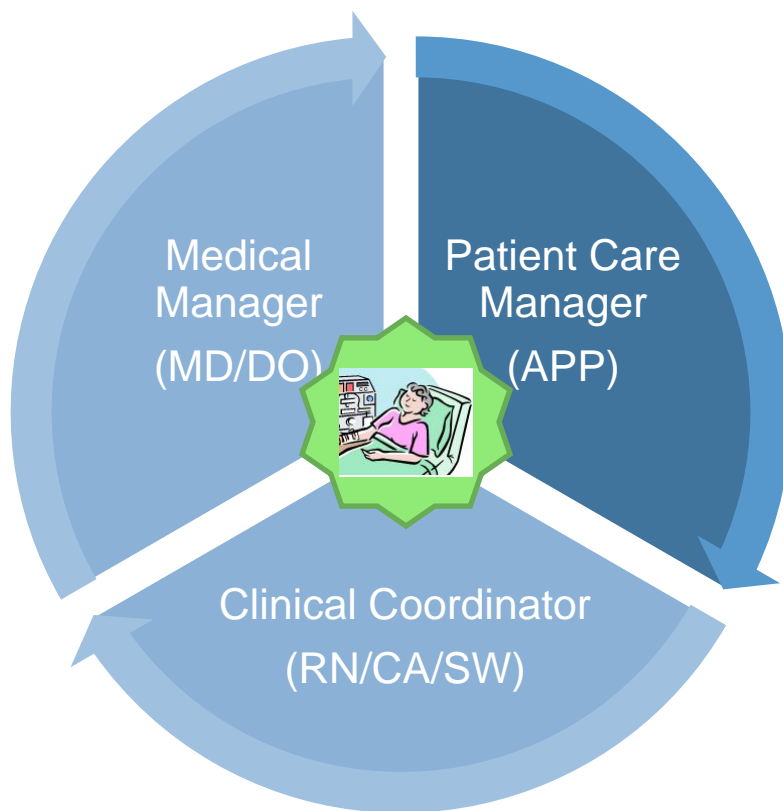 Medical
Manager
(MD/DO)
Patient Care
Manager
(APP)
Clinical Coordinator
(RN/CA/SW)